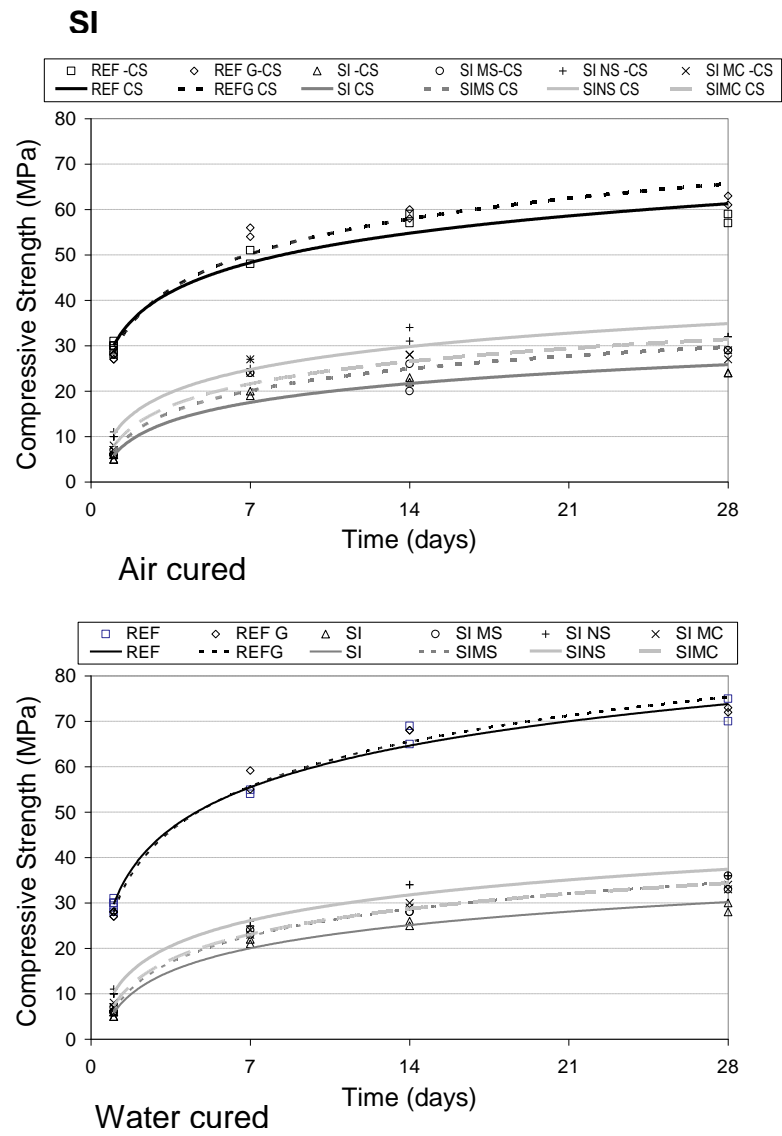 SI
REF -CS REF G-CS SI -CS SI MS-CS SI NS -CS SI MC -CS
REF CS REFG CS SI CS SIMS CS SINS CS SIMC CS
80
70
60
50
40
30
20
10
0
Compressive Strength (MPa)
0 7 14 21 28
Time (days)
Air cured
REF REF G SI SI MS SI NS SI MC
REF REFG SI SIMS SINS SIMC
80
70
60
50
40
30
20
10
0
Compressive Strength (MPa)
0 7 14 21 28
Time (days)
Water cured